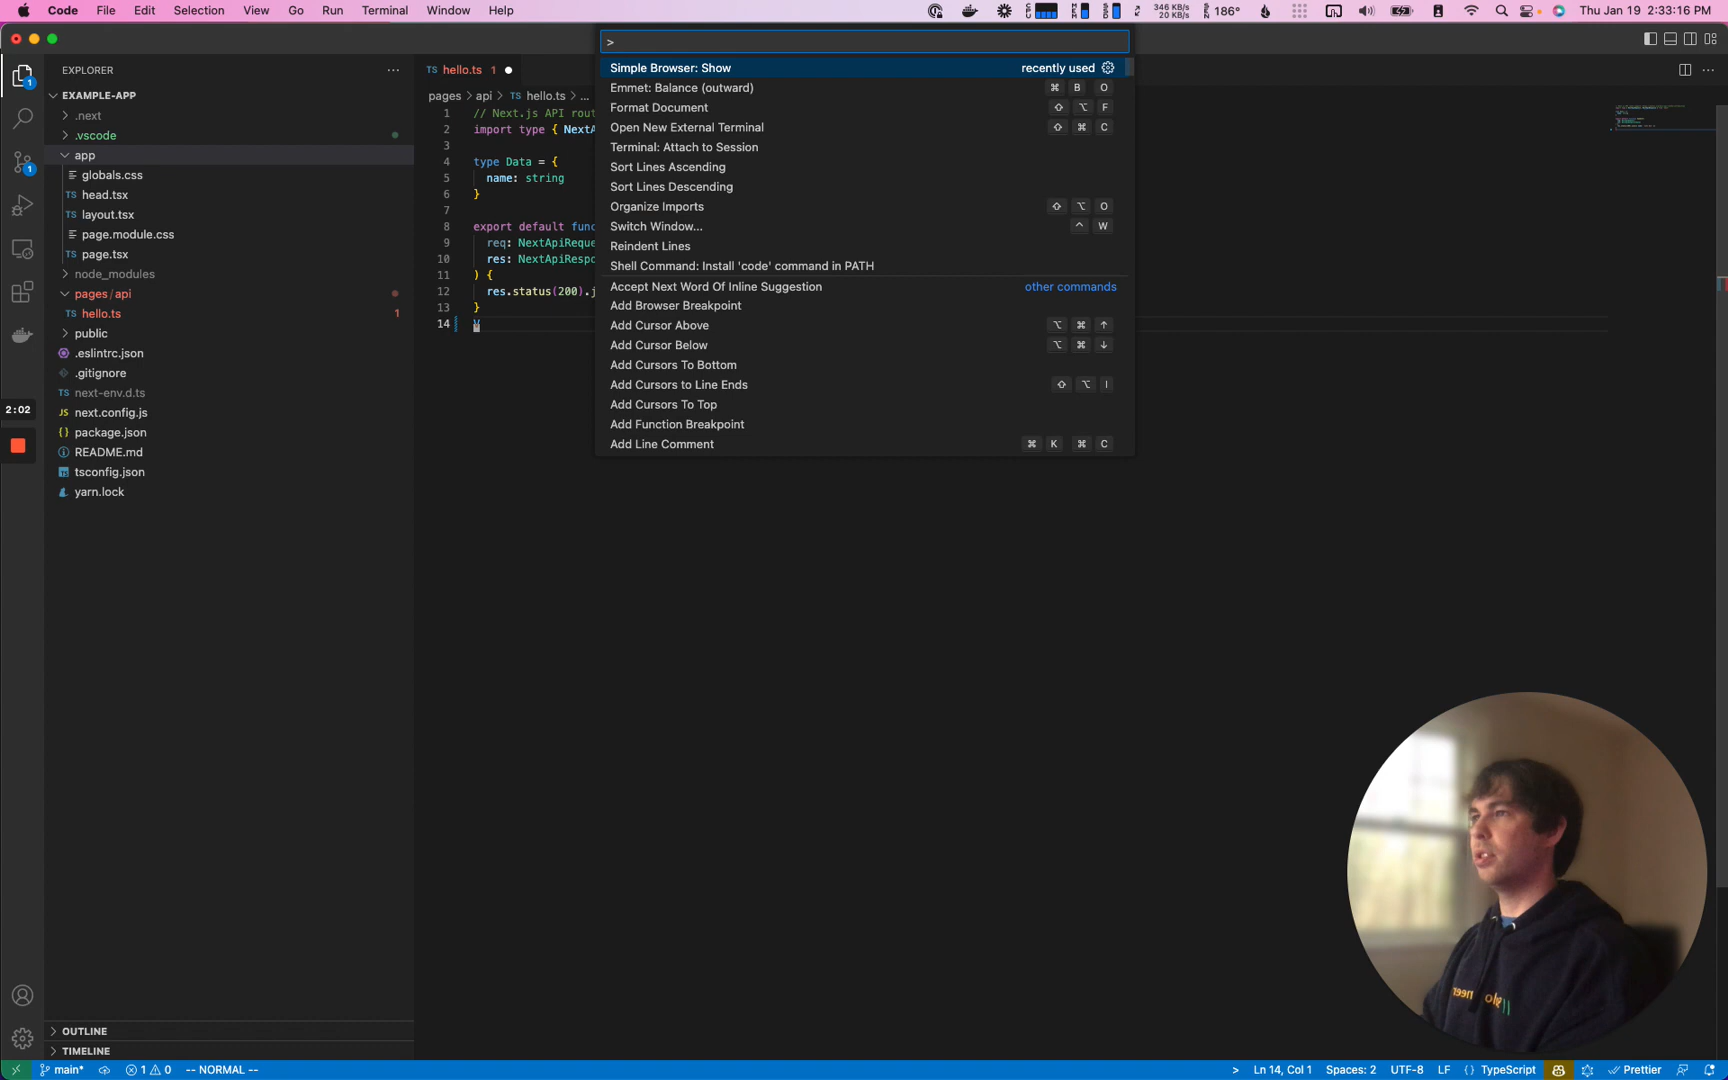 Code File Edit Selection View Go Run Terminal Window Help
346 KB/s
20 KB/s
186°
Thu Jan 19 2:33:16 PM
>
EXPLORER
EXAMPLE-APP
.next
.vscode
app
globals.css
TS head.tsx
TS layout.tsx
page.module.css
TS page.tsx
node_modules
pages / api
TS hello.ts 1
public
.eslintrc.json
.gitignore
TS next-env.d.ts
JS next.config.js
{} package.json
README.md
tsconfig.json
yarn.lock
2:02
OUTLINE
TIMELINE
TS hello.ts 1
pages > api > TS hello.ts > ...
1 // Next.js API rout
2 import type { NextA
3
4 type Data = {
5 name: string
6 }
7
8 export default func
9 req: NextApiReque
10 res: NextApiRespo
11 ) {
12 res.status(200).j
13 }
14
Simple Browser: Show recently used
Emmet: Balance (outward) ⌘ B O
Format Document ⇧ ⌥ F
Open New External Terminal ⇧ ⌘ C
Terminal: Attach to Session
Sort Lines Ascending
Sort Lines Descending
Organize Imports ⇧ ⌥ O
Switch Window... ^ W
Reindent Lines
Shell Command: Install 'code' command in PATH
Accept Next Word Of Inline Suggestion other commands
Add Browser Breakpoint
Add Cursor Above ⌥ ⌘ ↑
Add Cursor Below ⌥ ⌘ ↓
Add Cursors To Bottom
Add Cursors to Line Ends ⇧ ⌥ I
Add Cursors To Top
Add Function Breakpoint
Add Line Comment ⌘ K ⌘ C
main* 1 0 -- NORMAL -- > Ln 14, Col 1 Spaces: 2 UTF-8 LF {} TypeScript Prettier